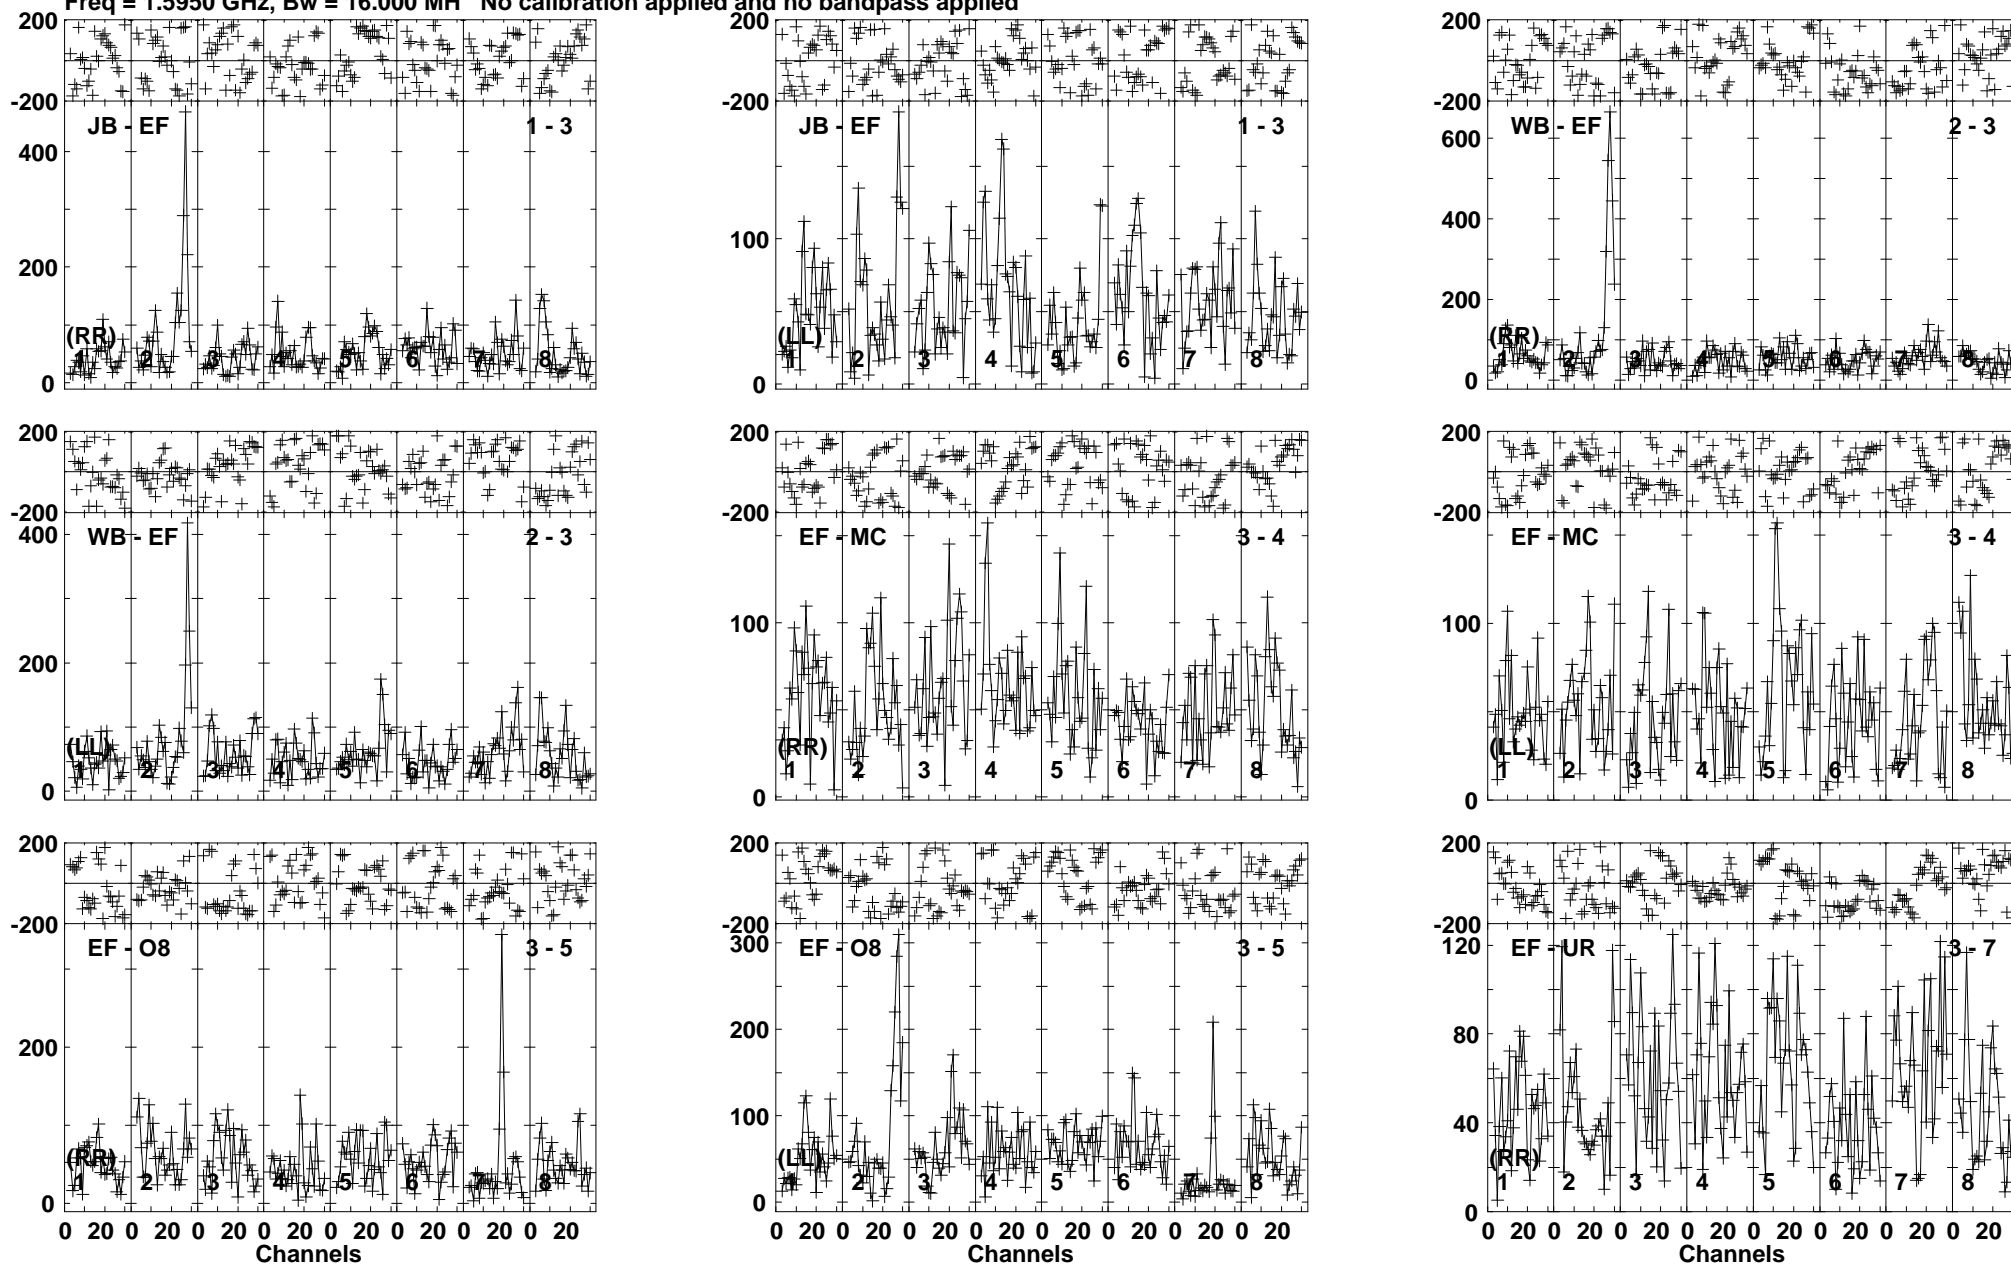 Freq = 1.5950 GHz, Bw = 16.000 MH No calibration applied and no bandpass applied
200
-200
JB - EF 1 - 3
400
200
(RR)
1 2 3 4 5 6 7 8
0
200
-200
JB - EF 1 - 3
100
(LL)
1 2 3 4 5 6 7 8
0
200
-200
WB - EF 2 - 3
600
400
200
(RR)
1 2 3 4 5 6 7 8
0
200
-200
WB - EF 2 - 3
400
200
(LL)
1 2 3 4 5 6 7 8
0
200
-200
EF - MC 3 - 4
100
(RR)
1 2 3 4 5 6 7 8
0
200
-200
EF - MC 3 - 4
100
(LL)
1 2 3 4 5 6 7 8
0
200
-200
EF - O8 3 - 5
200
(RR)
1 2 3 4 5 6 7 8
0
0 20 0 20 0 20 0 20 0 20 0 20 0 20 0 20
Channels
200
-200
EF - O8 3 - 5
300
200
100
(LL)
1 2 3 4 5 6 7 8
0
0 20 0 20 0 20 0 20 0 20 0 20 0 20 0 20
Channels
200
-200
EF - UR 3 - 7
120
80
40
(RR)
1 2 3 4 5 6 7 8
0
0 20 0 20 0 20 0 20 0 20 0 20 0 20 0 20
Channels